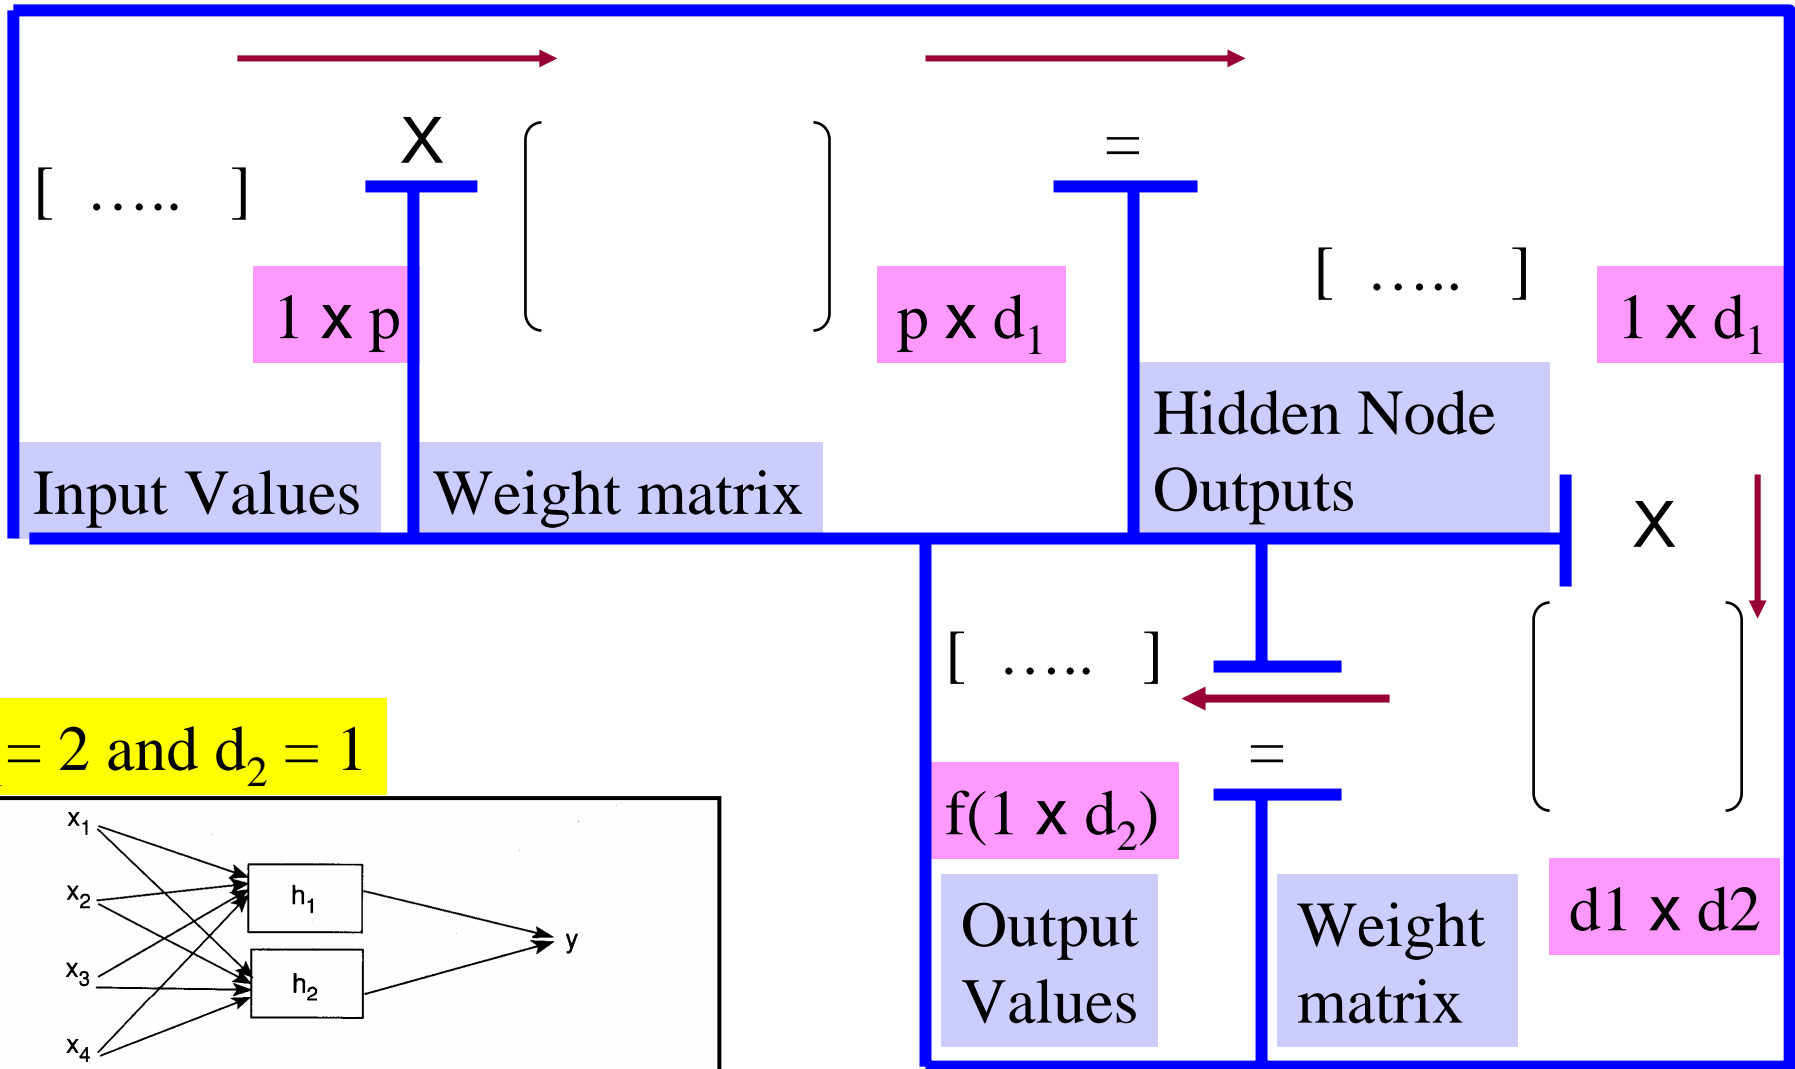 X
=
[ ….. ]
[ ….. ]
1 x p
p x d₁
1 x d₁
Hidden Node
Outputs
Input Values
Weight matrix
X
[ ….. ]
=
= 2 and d₂ = 1
f(1 x d₂)
d1 x d2
Output
Values
Weight
matrix
x₁
x₂
x₃
x₄
h₁
h₂
y